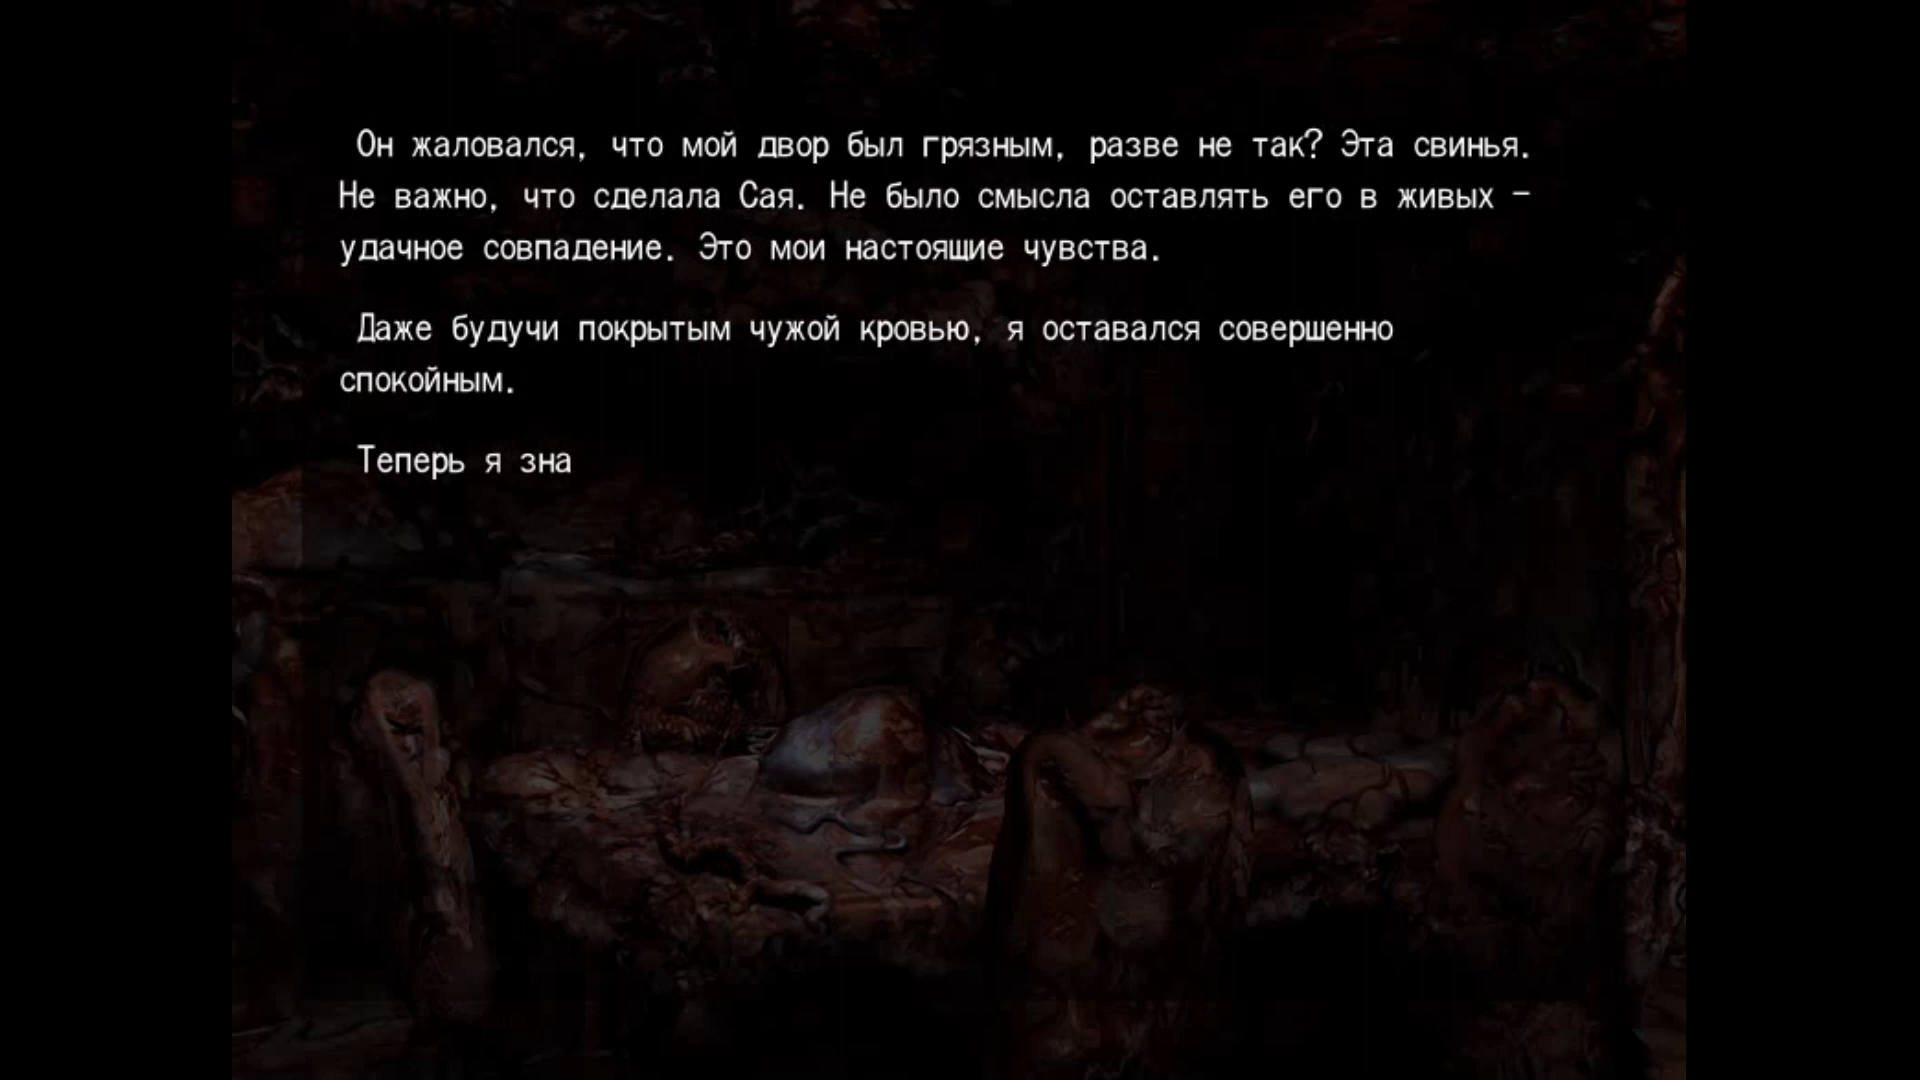 Он жаловался, что мой двор был грязным, разве не так? Эта свинья.
Не важно, что сделала Сая. Не было смысла оставлять его в живых –
удачное совпадение. Это мои настоящие чувства.
Даже будучи покрытым чужой кровью, я оставался совершенно
спокойным.
Теперь я зна